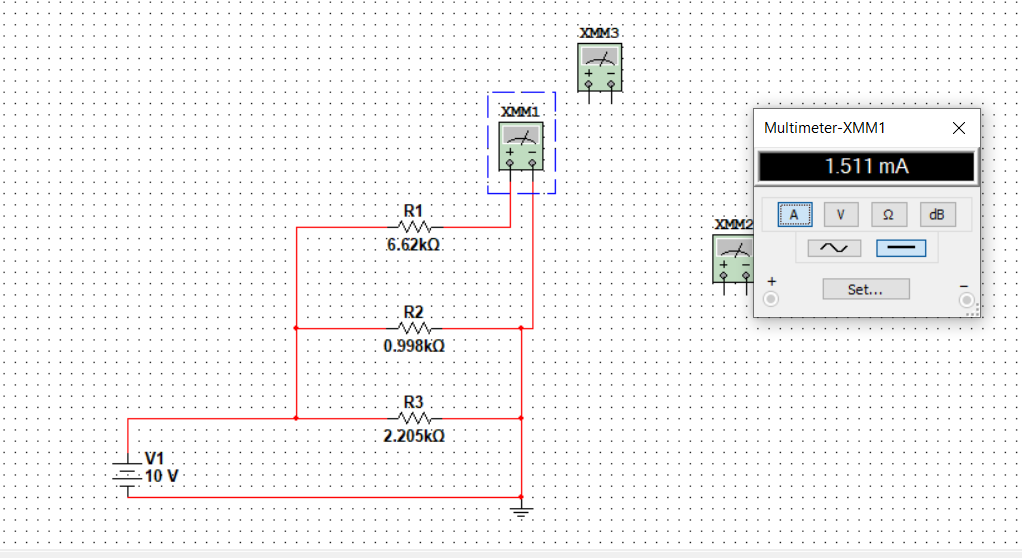 XMM3
XMM1
Multimeter-XMM1
1.511 mA
A
V
Ω
dB
R1
6.62kΩ
XMM2
Set...
R2
0.998kΩ
R3
2.205kΩ
V1
10 V